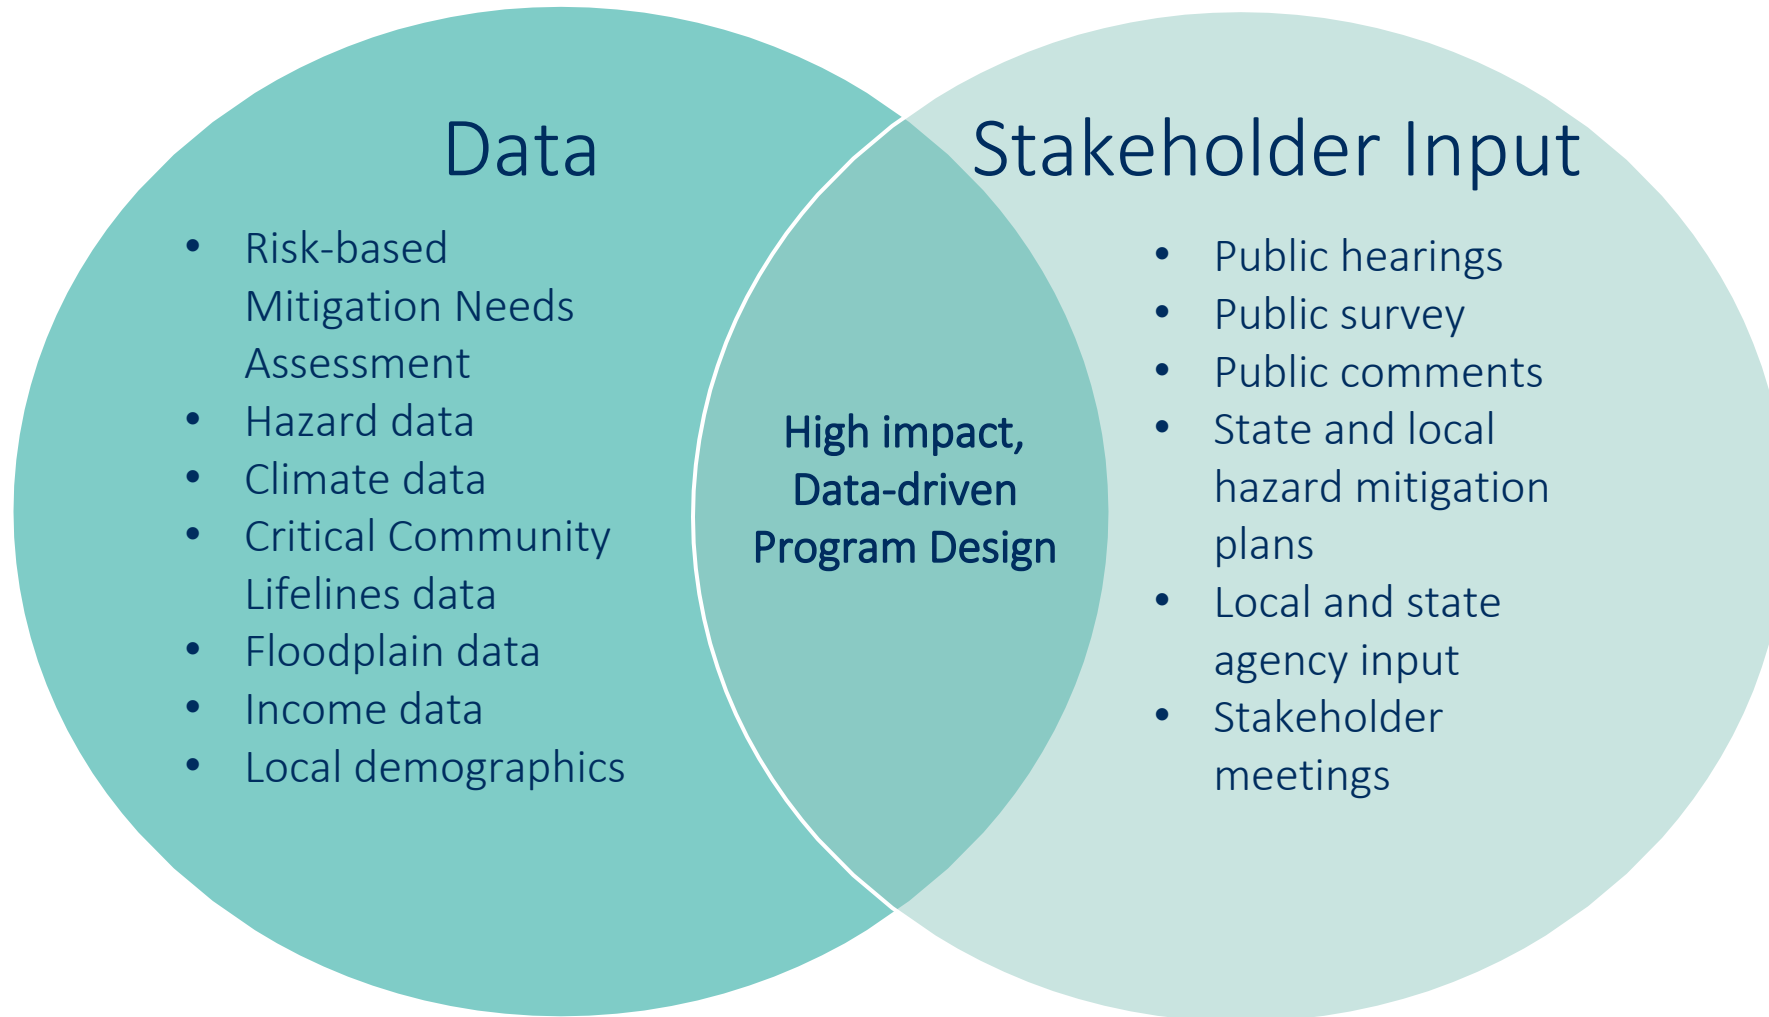 Data
• Risk-based
Mitigation Needs
Assessment
• Hazard data
• Climate data
• Critical Community
Lifelines data
• Floodplain data
• Income data
• Local demographics
High impact,
Data-driven
Program Design
Stakeholder Input
• Public hearings
• Public survey
• Public comments
• State and local
hazard mitigation
plans
• Local and state
agency input
• Stakeholder
meetings